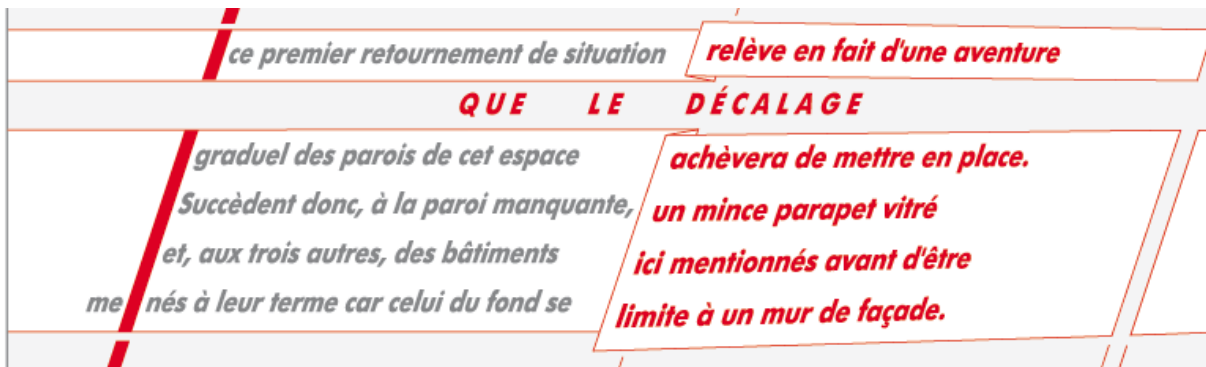 ce premier retournement de situation relève en fait d'une aventure
QUE LE DÉCALAGE
graduel des parois de cet espace achèvera de mettre en place.
Succèdent donc, à la paroi manquante, un mince parapet vitré
et, aux trois autres, des bâtiments ici mentionnés avant d'être
me nés à leur terme car celui du fond se limite à un mur de façade.